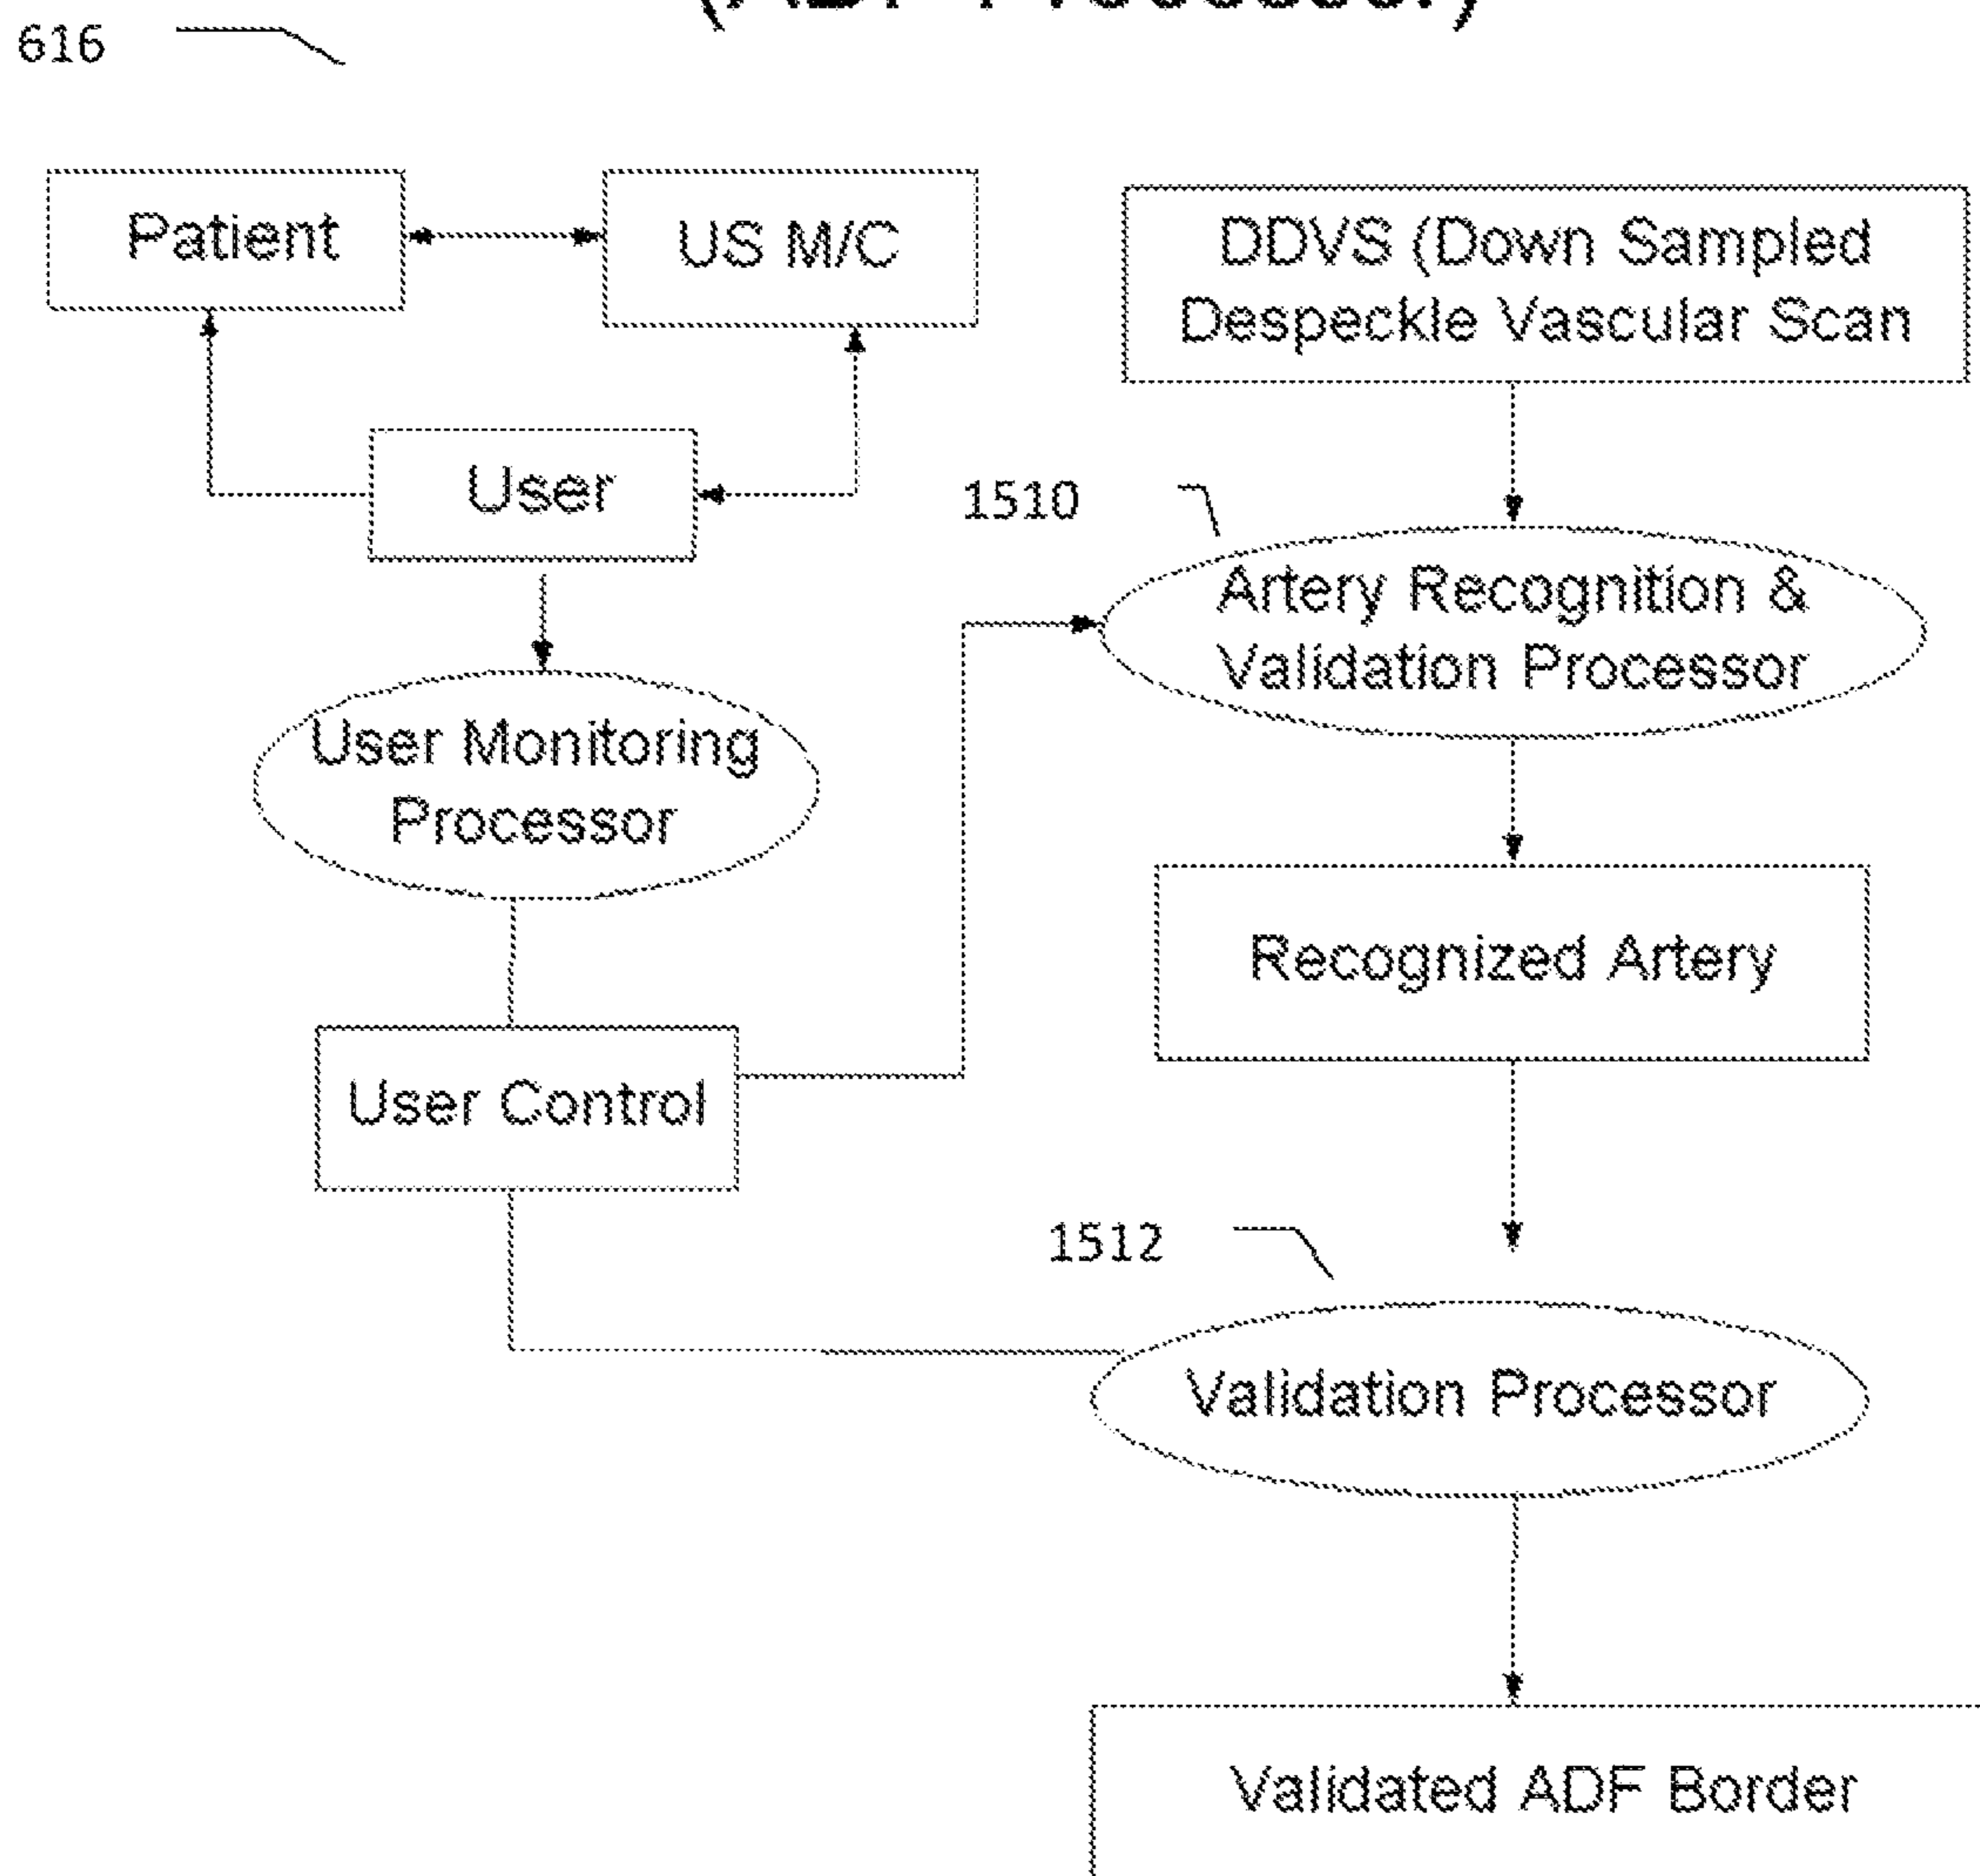 616
Patient
US M/C
DDVS (Down Sampled
Despeckle Vascular Scan
User
1510
Artery Recognition &
Validation Processor
User Monitoring
Processor
Recognized Artery
User Control
1512
Validation Processor
Validated ADF Border